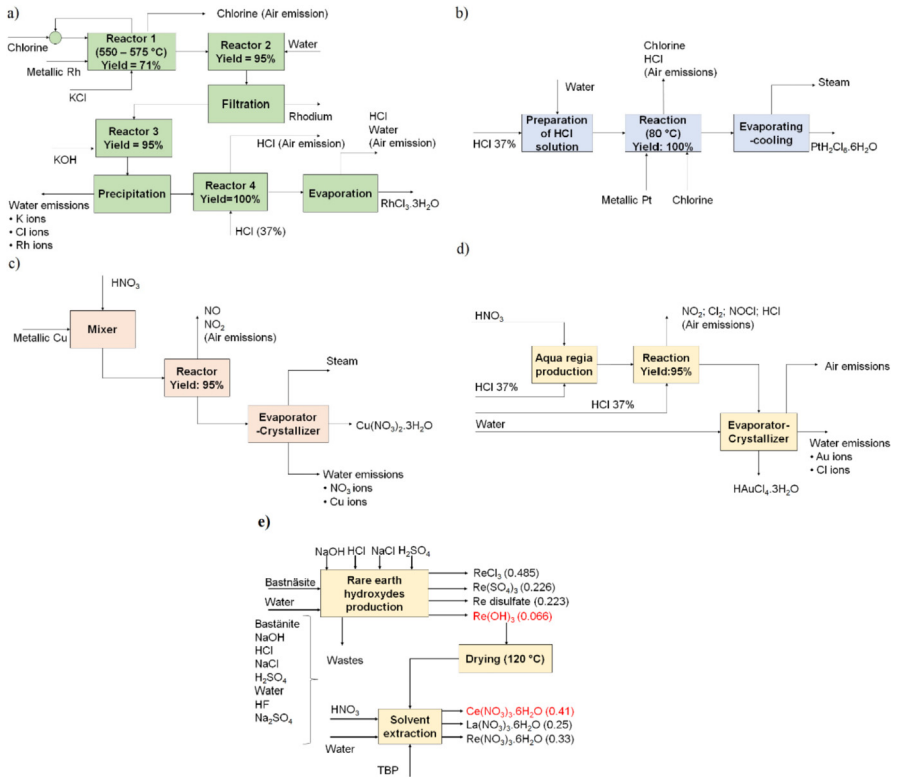 a)
Chlorine (Air emission)
Chlorine
Reactor 1
(550 – 575 °C)
Yield = 71%
Reactor 2
Yield = 95%
Water
Metallic Rh
KCl
Filtration
Rhodium
Reactor 3
Yield = 95%
KOH
HCl (Air emission)
HCl
Water
(Air emission)
Precipitation
Reactor 4
Yield=100%
Evaporation
RhCl3.3H2O
Water emissions
• K ions
• Cl ions
• Rh ions
HCl (37%)
b)
Chlorine
HCl
(Air emissions)
Water
Steam
HCl 37%
Preparation
of HCl
solution
Reaction
(80 °C)
Yield: 100%
Evaporating
-cooling
PtH2Cl6.6H2O
Metallic Pt
Chlorine
c)
HNO3
Metallic Cu
Mixer
NO
NO2
(Air emissions)
Reactor
Yield: 95%
Steam
Evaporator
-Crystallizer
Cu(NO3)2.3H2O
Water emissions
• NO3 ions
• Cu ions
d)
HNO3
NO2; Cl2; NOCl; HCl
(Air emissions)
Aqua regia
production
Reaction
Yield:95%
Air emissions
HCl 37%
HCl 37%
Water
Evaporator-
Crystallizer
Water emissions
• Au ions
• Cl ions
HAuCl4.3H2O
e)
NaOH HCl NaCl H2SO4
Bastnäsite
Water
Rare earth
hydroxydes
production
ReCl3 (0.485)
Re(SO4)3 (0.226)
Re disulfate (0.223)
Re(OH)3 (0.066)
Bastänite
NaOH
HCl
NaCl
H2SO4
Water
HF
Na2SO4
Wastes
Drying (120 °C)
HNO3
Water
Solvent
extraction
Ce(NO3)3.6H2O (0.41)
La(NO3)3.6H2O (0.25)
Re(NO3)3.6H2O (0.33)
TBP